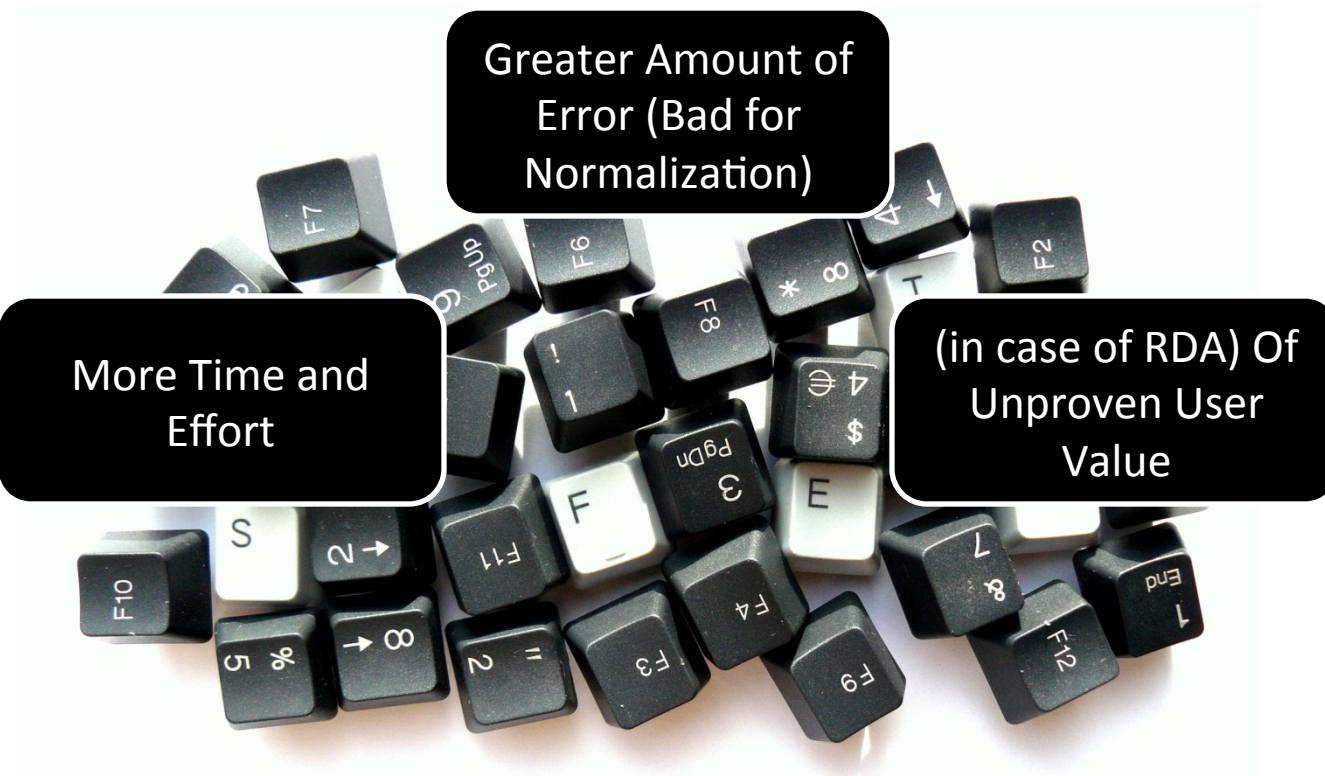 Greater Amount of
Error (Bad for
Normalization)
F7
9 PgUp
F6
4 ←
F2
* 8
T
F8
! 1
More Time and
Effort
(in case of RDA) Of
Unproven User
Value
4 € $
3 PgDn
F
E
S
2 ↓
F11
7 &
1 End
F10
5 %
8 ↑
2 "
F3
F4
F9
F12